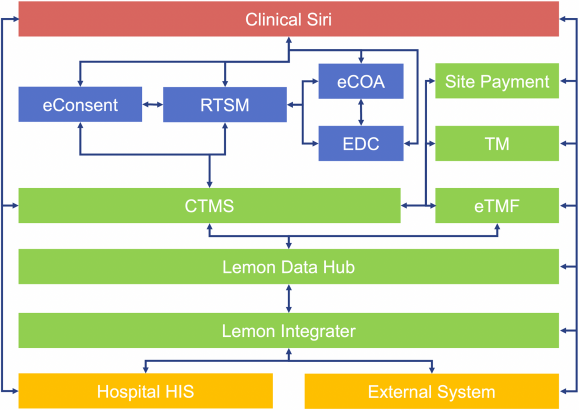 Clinical Siri
eConsent
RTSM
eCOA
Site Payment
EDC
TM
CTMS
eTMF
Lemon Data Hub
Lemon Integrater
Hospital HIS
External System